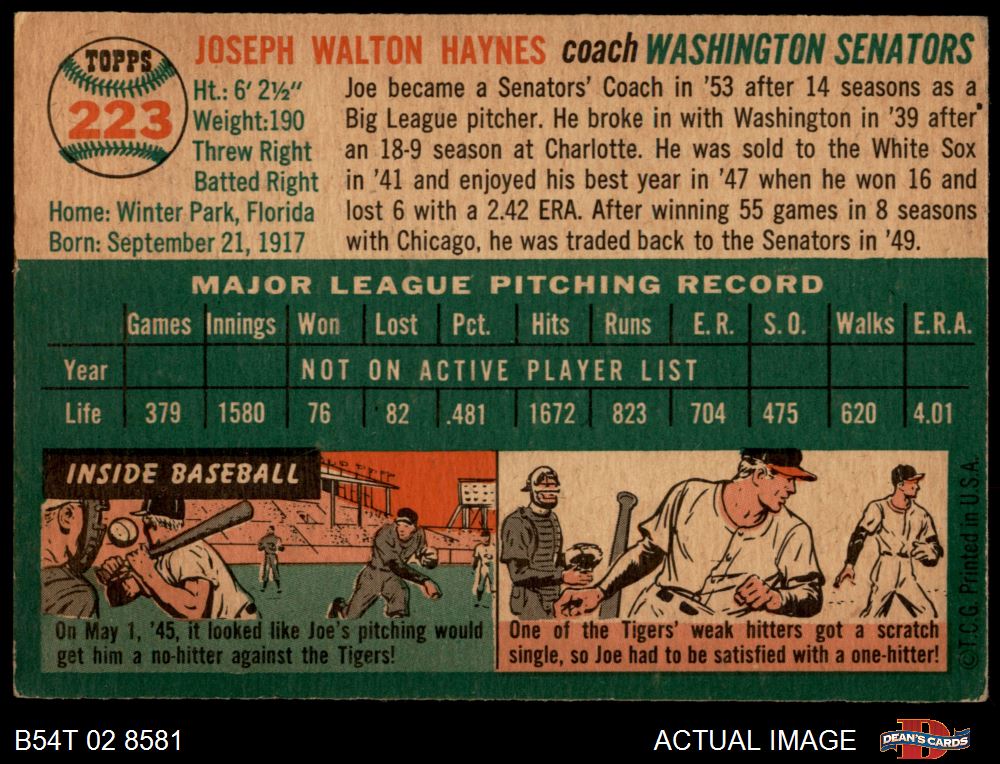 TOPPS
223
JOSEPH WALTON HAYNES coach WASHINGTON SENATORS
Ht.: 6' 2½"
Weight:190
Threw Right
Batted Right
Home: Winter Park, Florida
Born: September 21, 1917
Joe became a Senators' Coach in '53 after 14 seasons as a
Big League pitcher. He broke in with Washington in '39 after
an 18-9 season at Charlotte. He was sold to the White Sox
in '41 and enjoyed his best year in '47 when he won 16 and
lost 6 with a 2.42 ERA. After winning 55 games in 8 seasons
with Chicago, he was traded back to the Senators in '49.
MAJOR LEAGUE PITCHING RECORD
Games Innings Won Lost Pct. Hits Runs E.R. S.O. Walks E.R.A.
Year NOT ON ACTIVE PLAYER LIST
Life 379 1580 76 82 .481 1672 823 704 475 620 4.01
INSIDE BASEBALL
On May 1, '45, it looked like Joe's pitching would
get him a no-hitter against the Tigers!
One of the Tigers' weak hitters got a scratch
single, so Joe had to be satisfied with a one-hitter!
©T.C.G. Printed in U.S.A.
B54T 02 8581
ACTUAL IMAGE
DEAN'S CARDS